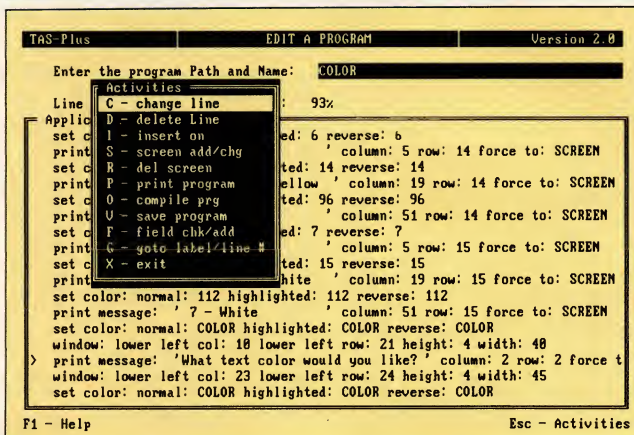 TAS-Plus EDIT A PROGRAM Version 2.0
Enter the program Path and Name: COLOR
Line : 93%
Activities
C - change line
D - delete Line
I - insert on
S - screen add/chg
R - del screen
P - print program
O - compile prg
V - save program
F - field chk/add
G - goto label/line #
X - exit
Applic
set c ed: 6 reverse: 6
print ' column: 5 row: 14 force to: SCREEN
set c ted: 14 reverse: 14
print ellow ' column: 19 row: 14 force to: SCREEN
set c ted: 96 reverse: 96
print ' column: 51 row: 14 force to: SCREEN
set c ed: 7 reverse: 7
print ' column: 5 row: 15 force to: SCREEN
set c ted: 15 reverse: 15
print hite ' column: 19 row: 15 force to: SCREEN
set color: normal: 112 highlighted: 112 reverse: 112
print message: ' 7 - White ' column: 51 row: 15 force to: SCREEN
set color: normal: COLOR highlighted: COLOR reverse: COLOR
window: lower left col: 10 lower left row: 21 height: 4 width: 40
> print message: 'What text color would you like? ' column: 2 row: 2 force t
window: lower left col: 23 lower left row: 24 height: 4 width: 45
set color: normal: COLOR highlighted: COLOR reverse: COLOR
F1 - Help Esc - Activities